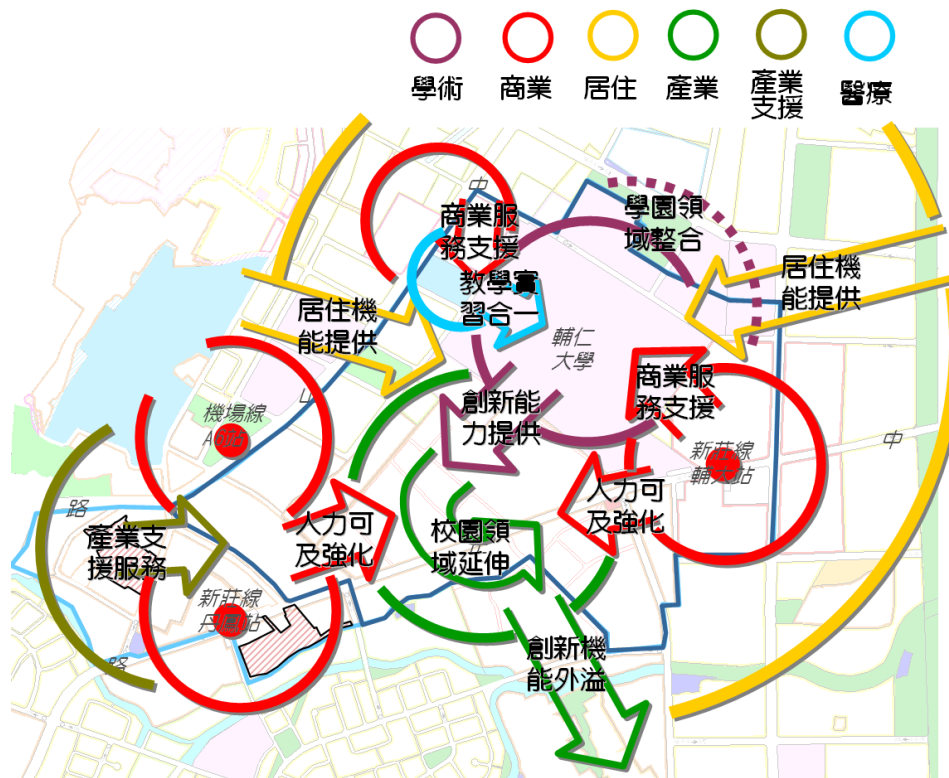 學術
商業
居住
產業
產業
支援
醫療
中
商業服
務支援
學園領
域整合
教學實
習合一
居住機
能提供
居住機
能提供
輔仁
大學
山
商業服
務支援
創新能
力提供
機場線
新莊線
輔大站
中
路
人力可
及強化
人力可
及強化
校園領
域延伸
產業支
援服務
新莊線
丹鳳站
路
創新機
能外溢